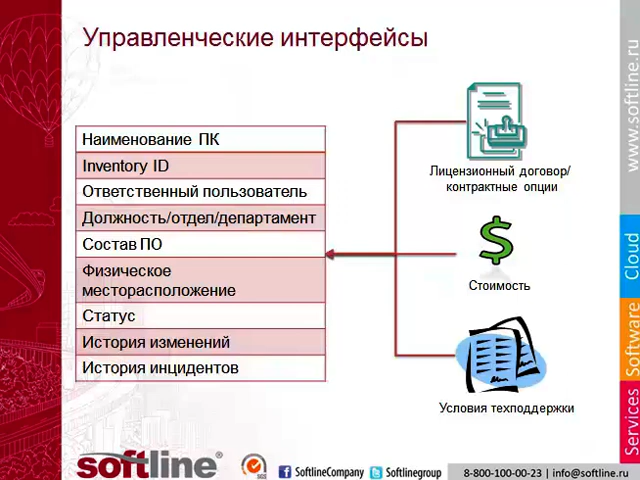 Управленческие интерфейсы
Наименование ПК
Inventory ID
Ответственный пользователь
Должность/отдел/департамент
Состав ПО
Физическое
месторасположение
Статус
История изменений
История инцидентов
Лицензионный договор/
контрактные опции
Стоимость
Условия техподдержки
www.softline.ru
Cloud
Software
Services
softline®
SGS
SoftlineCompany
Softlinegroup
8-800-100-00-23 | info@softline.ru